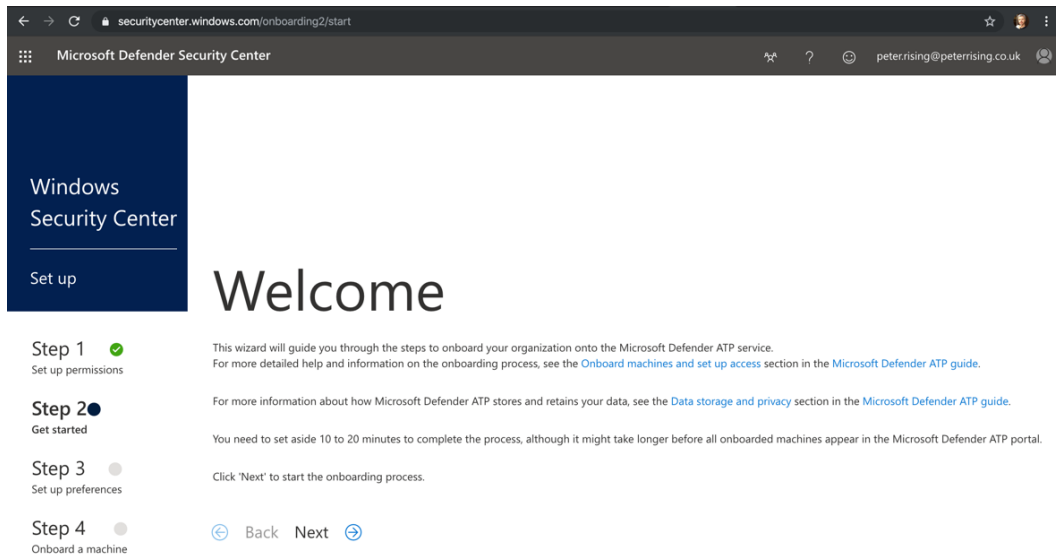 securitycenter.windows.com/onboarding2/start
Microsoft Defender Security Center
peter.rising@peterrising.co.uk
Windows
Security Center
Set up
Welcome
This wizard will guide you through the steps to onboard your organization onto the Microsoft Defender ATP service.
For more detailed help and information on the onboarding process, see the Onboard machines and set up access section in the Microsoft Defender ATP guide.
For more information about how Microsoft Defender ATP stores and retains your data, see the Data storage and privacy section in the Microsoft Defender ATP guide.
You need to set aside 10 to 20 minutes to complete the process, although it might take longer before all onboarded machines appear in the Microsoft Defender ATP portal.
Click 'Next' to start the onboarding process.
Back Next
Step 1
Set up permissions
Step 2
Get started
Step 3
Set up preferences
Step 4
Onboard a machine